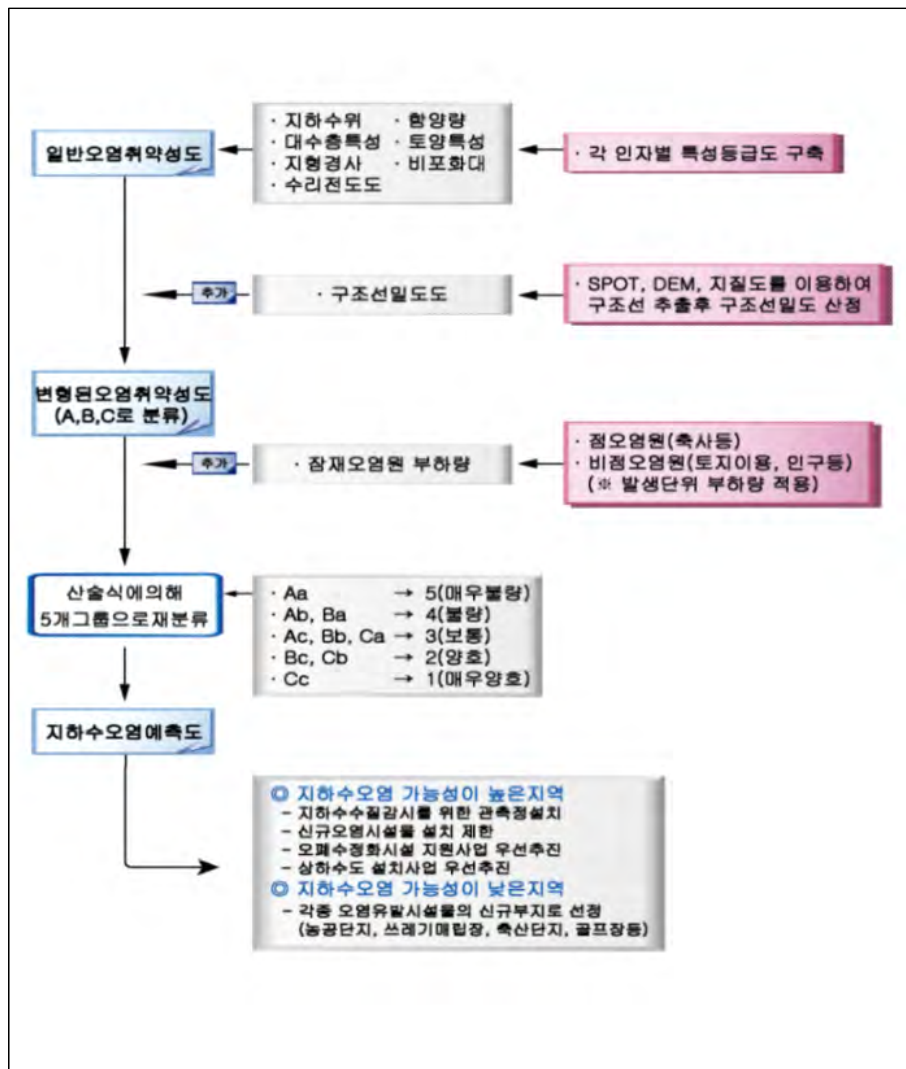 일반오염취약성도
· 지하수위 · 함양량
· 대수층특성 · 토양특성
· 지형경사 · 비포화대
· 수리전도도
· 각 인자별 특성등급도 구축
추가
· 구조선밀도도
· SPOT, DEM, 지질도를 이용하여
구조선 추출후 구조선밀도 산정
변형된오염취약성도
(A,B,C로 분류)
추가
· 잠재오염원 부하량
· 점오염원(축사등)
· 비점오염원(토지이용, 인구등)
(※ 발생단위 부하량 적용)
산술식에의해
5개그룹으로재분류
· Aa → 5(매우불량)
· Ab, Ba → 4(불량)
· Ac, Bb, Ca → 3(보통)
· Bc, Cb → 2(양호)
· Cc → 1(매우양호)
지하수오염예측도
◎ 지하수오염 가능성이 높은지역
– 지하수수질감시를 위한 관측정설치
– 신규오염시설물 설치 제한
– 오폐수정화시설 지원사업 우선추진
– 상하수도 설치사업 우선추진
◎ 지하수오염 가능성이 낮은지역
– 각종 오염유발시설물의 신규부지로 선정
(농공단지, 쓰레기매립장, 축산단지, 골프장등)